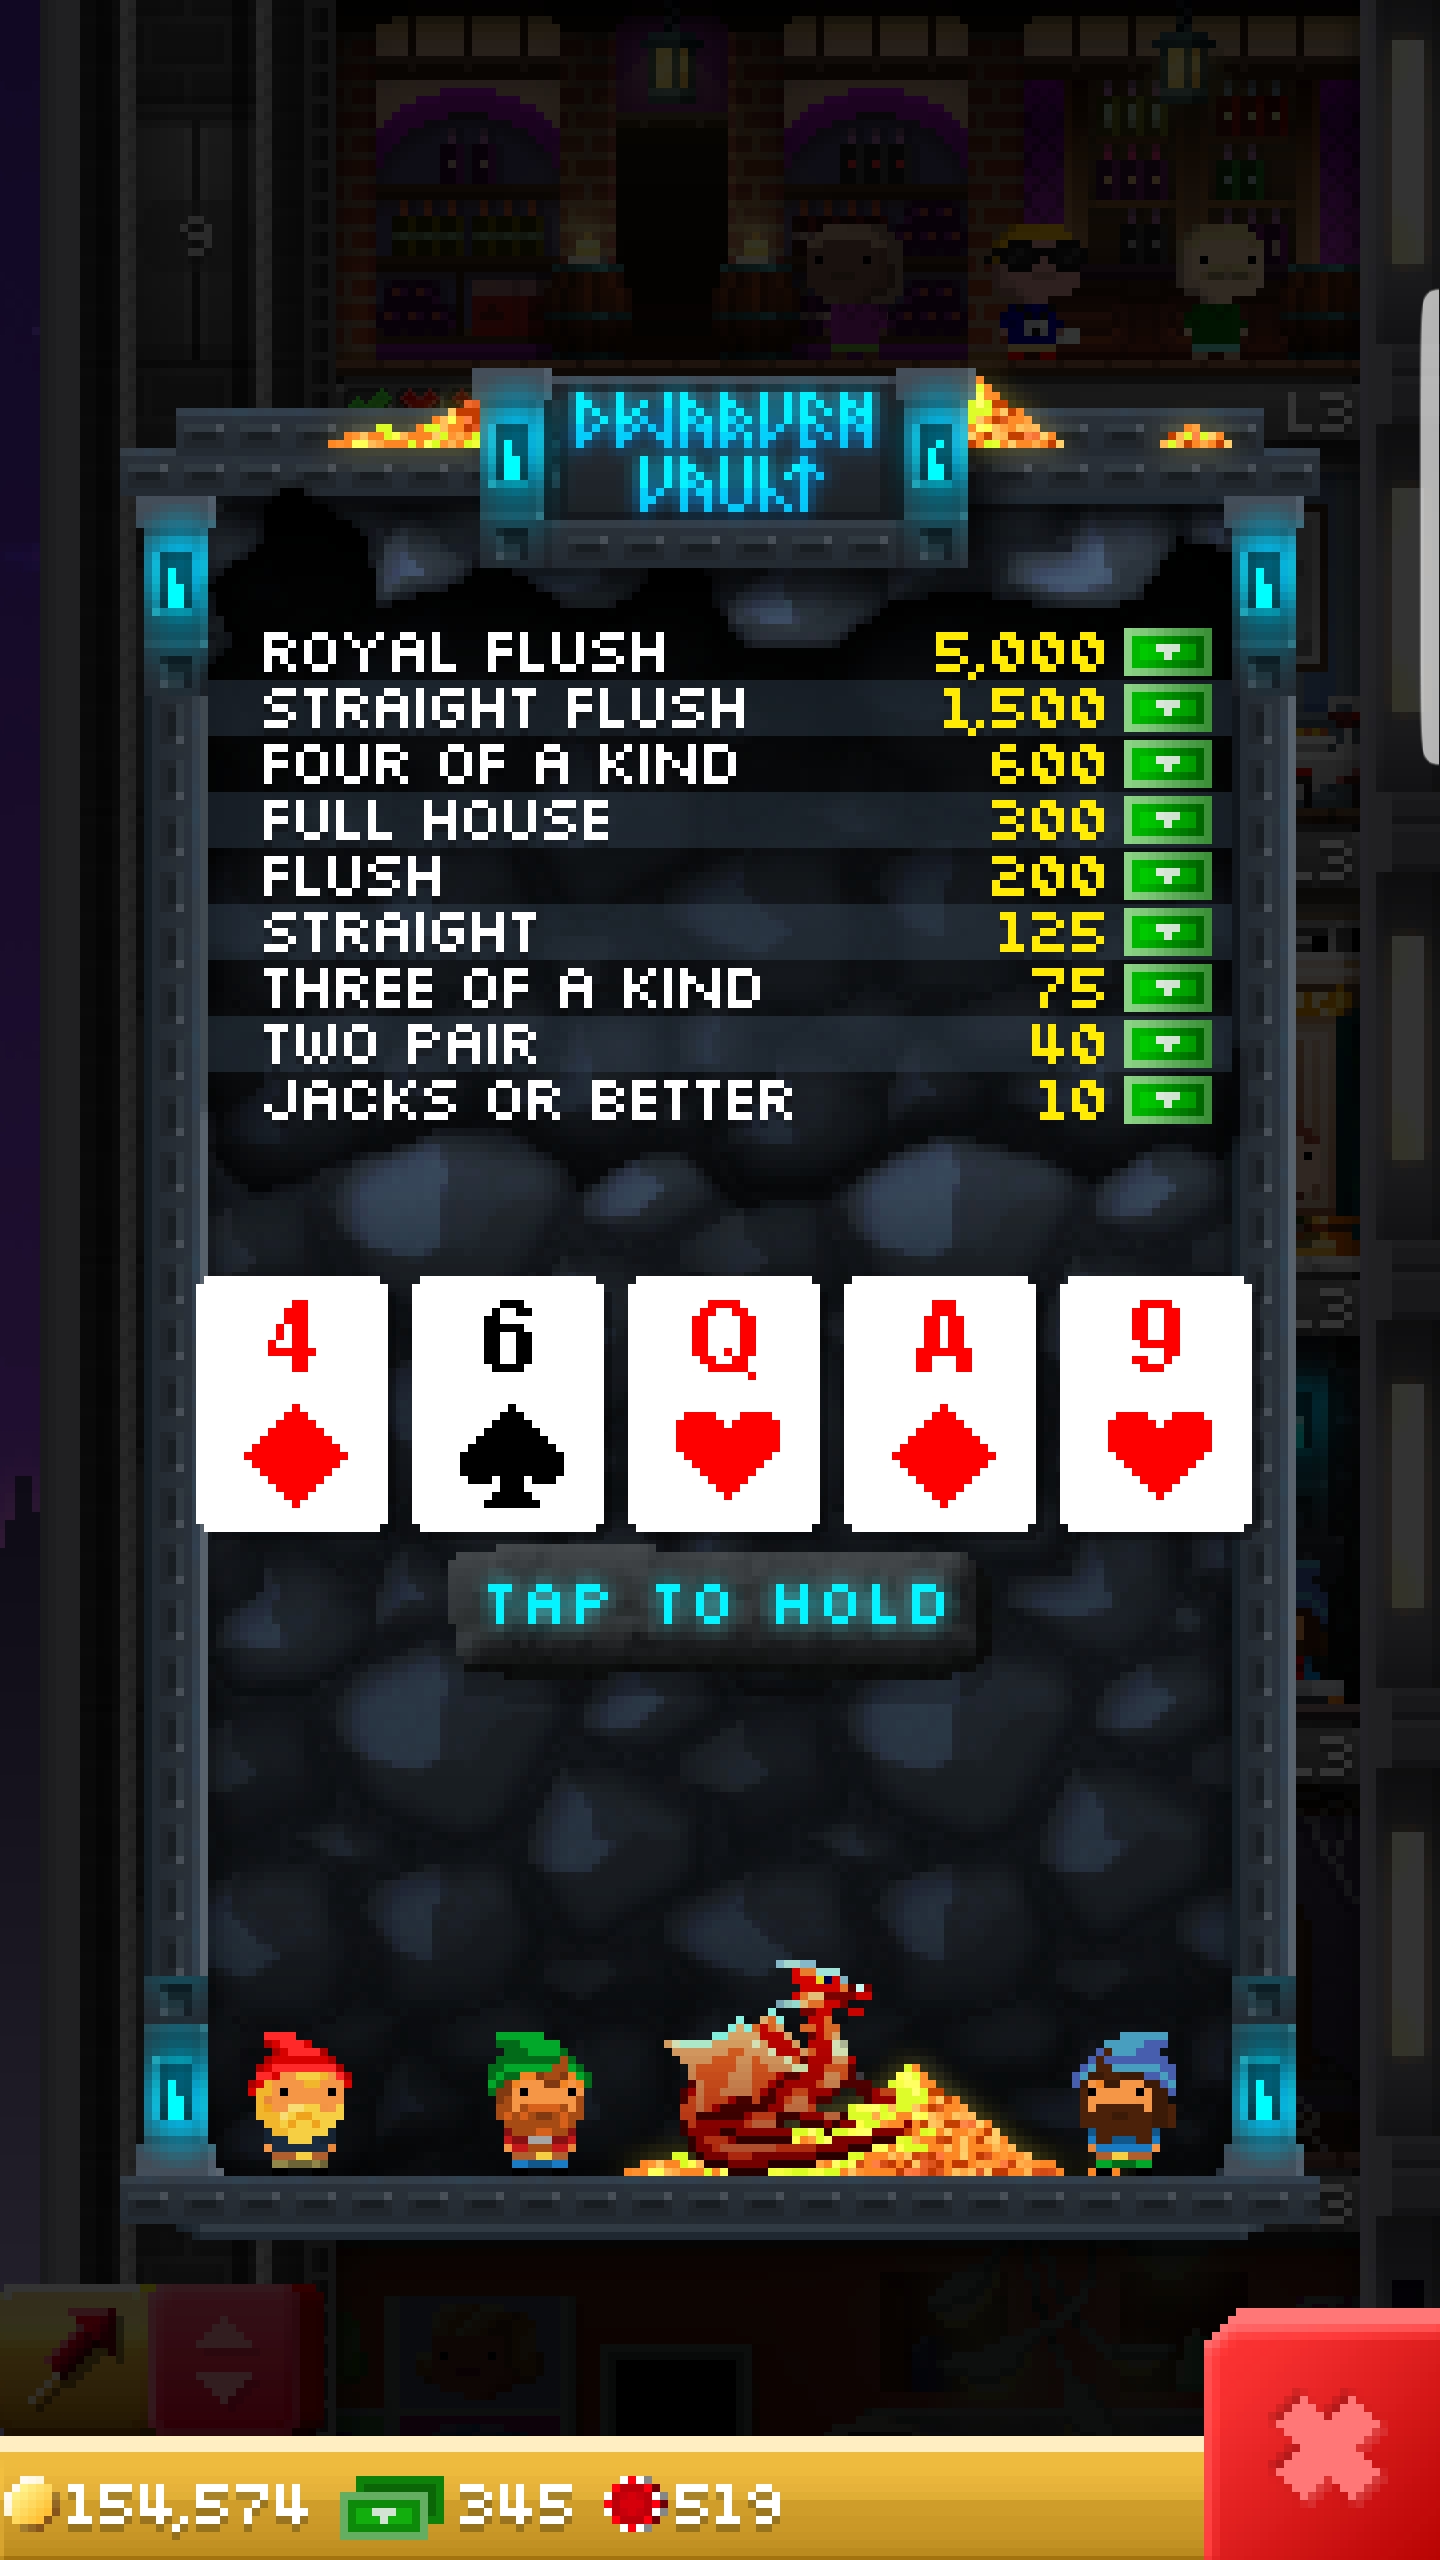 9
DWARVEN
VAULT
L3
ROYAL FLUSH 5,000
STRAIGHT FLUSH 1,500
FOUR OF A KIND 600
FULL HOUSE 300
FLUSH 200
STRAIGHT 125
THREE OF A KIND 75
TWO PAIR 40
JACKS OR BETTER 10
4 6 Q A 9
TAP TO HOLD
154,574 345 519